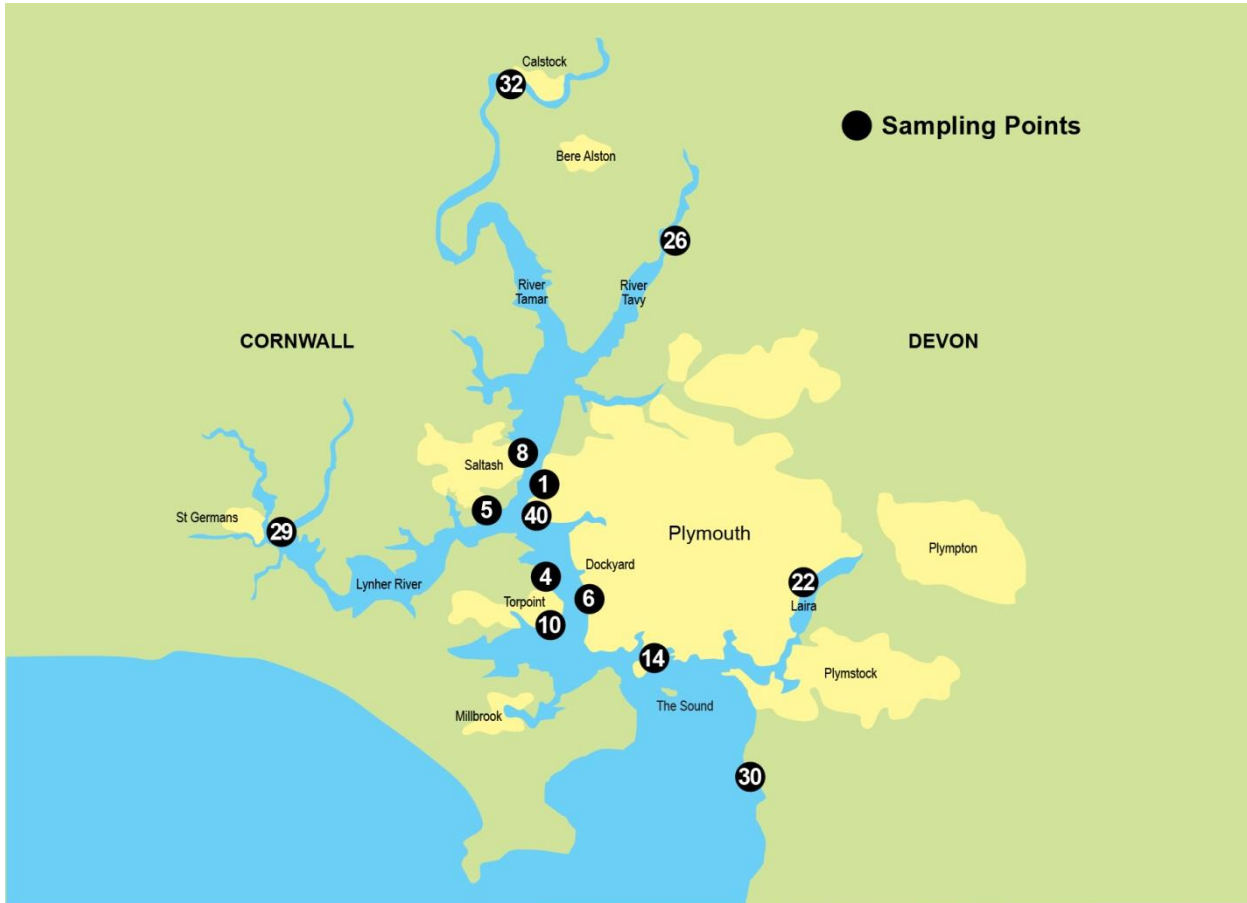 Calstock
32
Sampling Points
Bere Alston
26
River
Tamar
River
Tavy
CORNWALL
DEVON
8
Saltash
1
5
40
St Germans
29
Plymouth
Plympton
Dockyard
Lynher River
4
22
6
Laira
Torpoint
10
14
Plymstock
The Sound
Millbrook
30